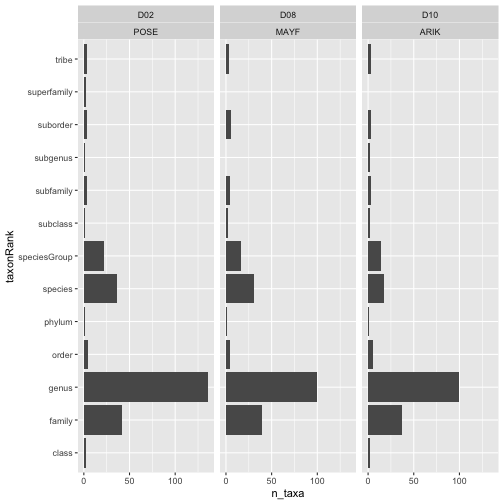 D02 D08 D10
POSE MAYF ARIK
taxonRank
tribe
superfamily
suborder
subgenus
subfamily
subclass
speciesGroup
species
phylum
order
genus
family
class
0 50 100 0 50 100 0 50 100
n_taxa